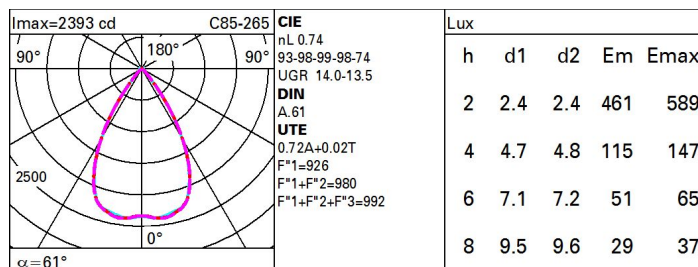 Imax=2393 cd C85-265
90° 180° 90°
2500
0°
α=61°
CIE
nL 0.74
93-98-99-98-74
UGR 14.0-13.5
DIN
A.61
UTE
0.72A+0.02T
F"1=926
F"1+F"2=980
F"1+F"2+F"3=992
Lux
h d1 d2 Em Emax
2 2.4 2.4 461 589
4 4.7 4.8 115 147
6 7.1 7.2 51 65
8 9.5 9.6 29 37